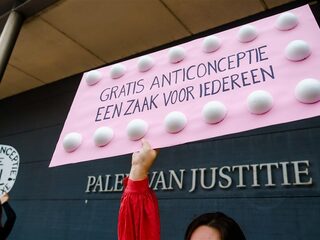 GRATIS ANTICONCEPTIE
EEN ZAAK VOOR IEDEREEN
PALEIS VAN JUSTITIE